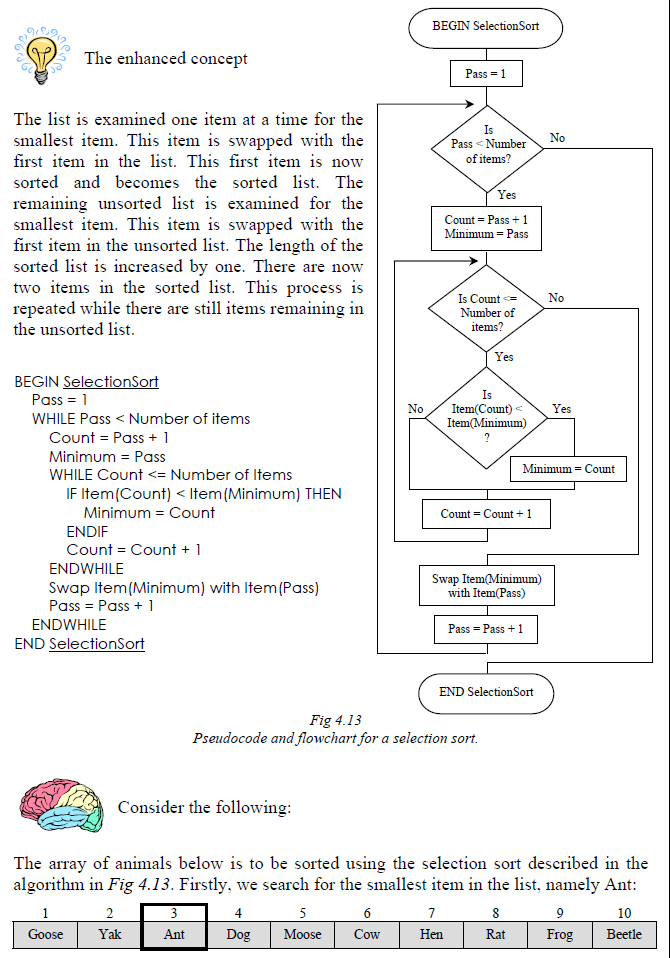 The enhanced concept
The list is examined one item at a time for the
smallest item. This item is swapped with the
first item in the list. This first item is now
sorted and becomes the sorted list. The
remaining unsorted list is examined for the
smallest item. This item is swapped with the
first item in the unsorted list. The length of the
sorted list is increased by one. There are now
two items in the sorted list. This process is
repeated while there are still items remaining in
the unsorted list.
BEGIN SelectionSort
Pass = 1
WHILE Pass < Number of items
Count = Pass + 1
Minimum = Pass
WHILE Count <= Number of Items
IF Item(Count) < Item(Minimum) THEN
Minimum = Count
ENDIF
Count = Count + 1
ENDWHILE
Swap Item(Minimum) with Item(Pass)
Pass = Pass + 1
ENDWHILE
END SelectionSort
BEGIN SelectionSort
Pass = 1
Is
Pass < Number
of items?
No
Yes
Count = Pass + 1
Minimum = Pass
Is Count <=
Number of
items?
No
Yes
Is
Item(Count) <
Item(Minimum)
?
No
Yes
Minimum = Count
Count = Count + 1
Swap Item(Minimum)
with Item(Pass)
Pass = Pass + 1
END SelectionSort
Fig 4.13
Pseudocode and flowchart for a selection sort.
Consider the following:
The array of animals below is to be sorted using the selection sort described in the
algorithm in Fig 4.13. Firstly, we search for the smallest item in the list, namely Ant:
1 2 3 4 5 6 7 8 9 10
Goose Yak Ant Dog Moose Cow Hen Rat Frog Beetle